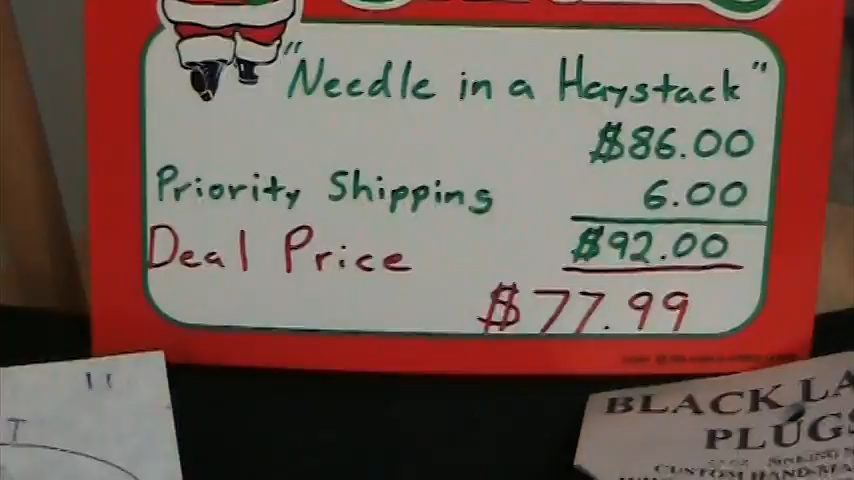 "Needle in a Haystack"
$86.00
Priority Shipping 6.00
$92.00
Deal Price
$77.99
"
I
BLACK LA
PLUGS